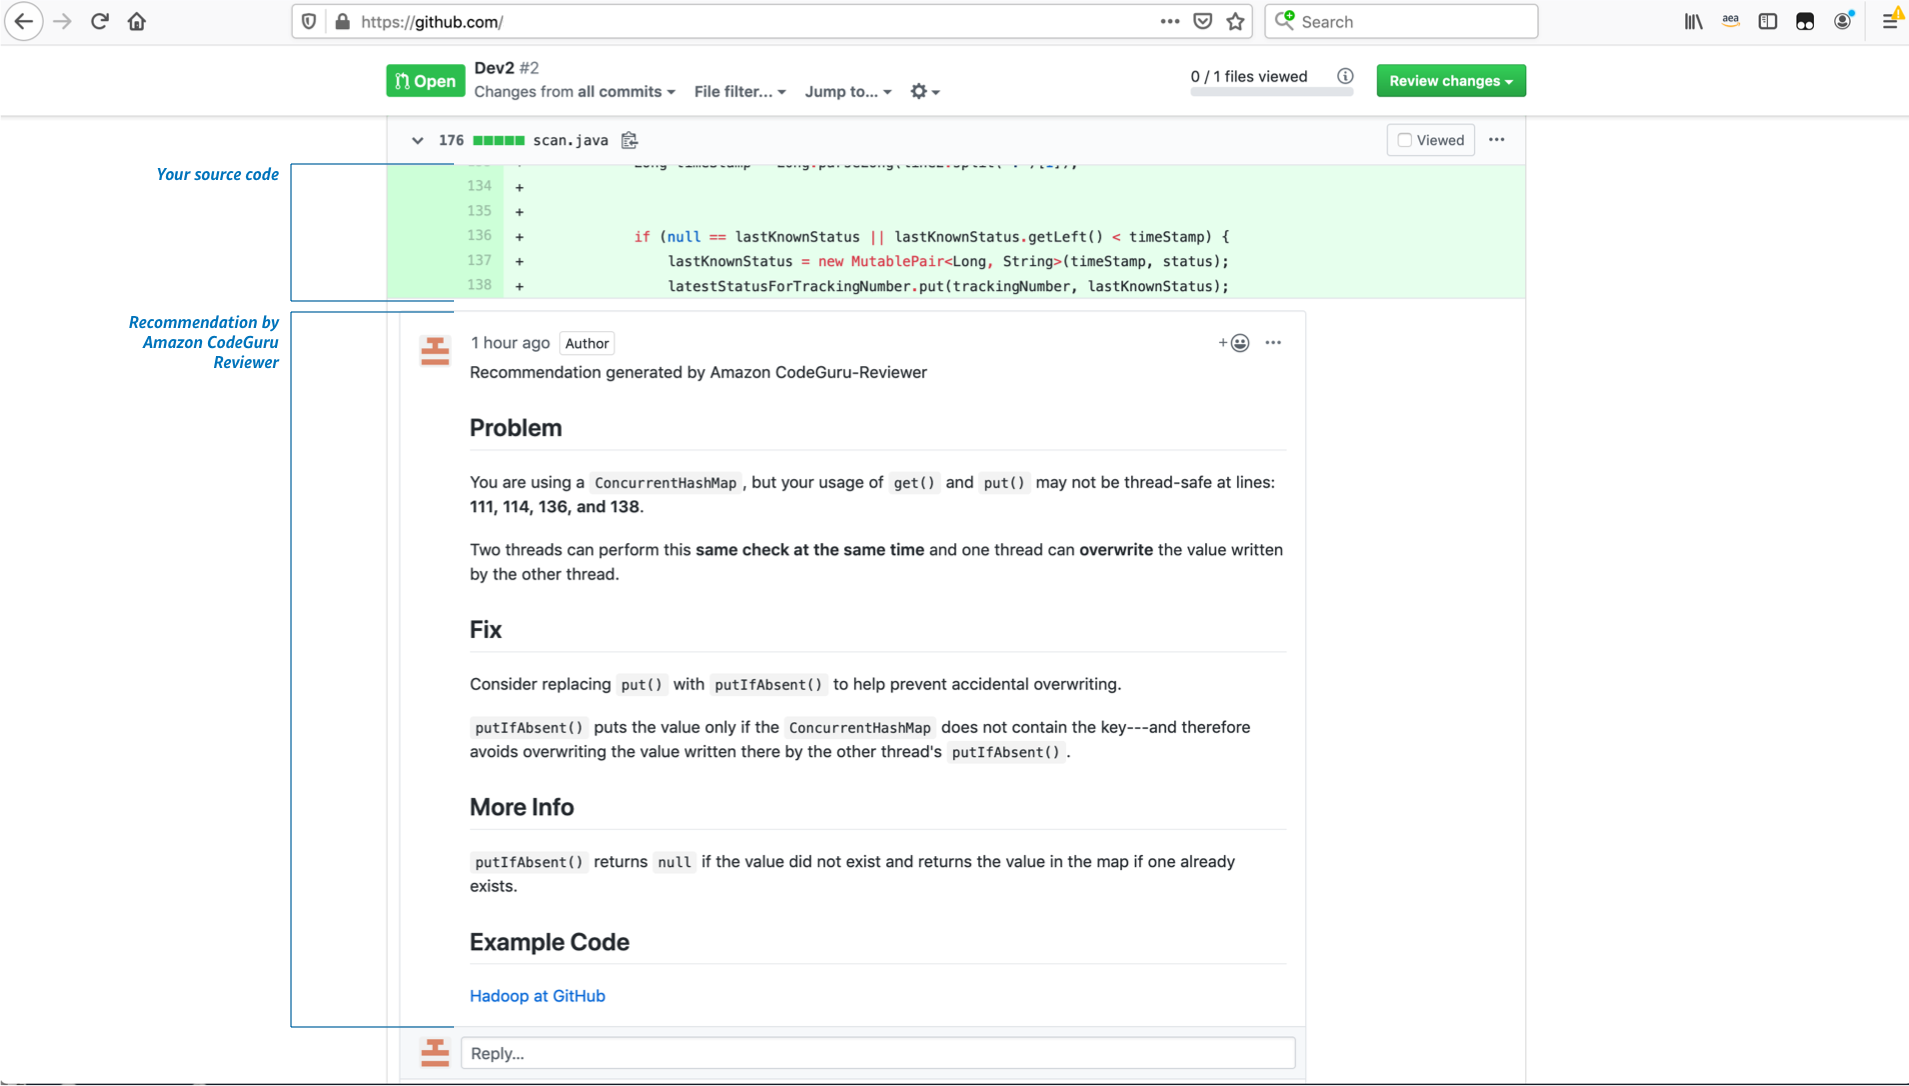 https://github.com/
Search
aea
Open
Dev2 #2
Changes from all commits
File filter...
Jump to...
0 / 1 files viewed
Review changes
176
scan.java
Viewed
Your source code
134 +
135 +
136 + if (null == lastKnownStatus || lastKnownStatus.getLeft() < timeStamp) {
137 + lastKnownStatus = new MutablePair<Long, String>(timeStamp, status);
138 + latestStatusForTrackingNumber.put(trackingNumber, lastKnownStatus);
Recommendation by
Amazon CodeGuru
Reviewer
1 hour ago Author
Recommendation generated by Amazon CodeGuru-Reviewer
Problem
You are using a ConcurrentHashMap , but your usage of get() and put() may not be thread-safe at lines:
111, 114, 136, and 138.
Two threads can perform this same check at the same time and one thread can overwrite the value written
by the other thread.
Fix
Consider replacing put() with putIfAbsent() to help prevent accidental overwriting.
putIfAbsent() puts the value only if the ConcurrentHashMap does not contain the key---and therefore
avoids overwriting the value written there by the other thread's putIfAbsent() .
More Info
putIfAbsent() returns null if the value did not exist and returns the value in the map if one already
exists.
Example Code
Hadoop at GitHub
Reply...